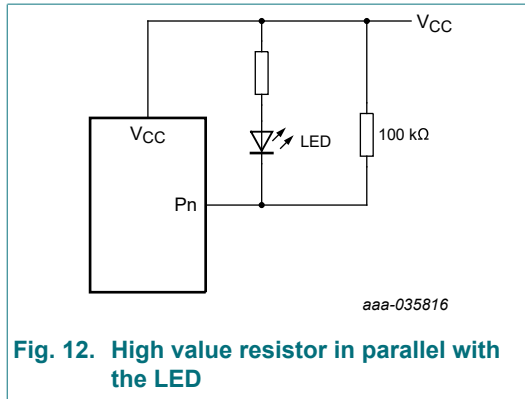 VCC
VCC
LED
100 kΩ
Pn
aaa-035816
Fig. 12. High value resistor in parallel with
the LED